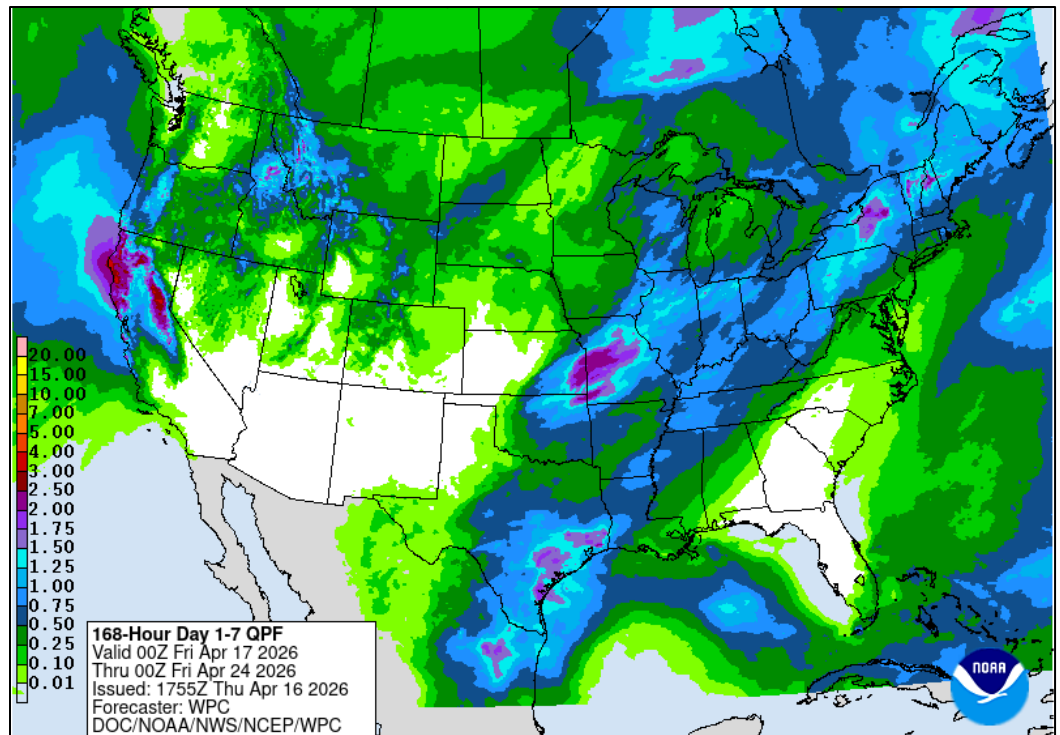 20.00
15.00
10.00
7.00
5.00
4.00
3.00
2.50
2.00
1.75
1.50
1.25
1.00
0.75
0.50
0.25
0.10
0.01
168-Hour Day 1-7 QPF
Valid 00Z Fri Apr 17 2026
Thru 00Z Fri Apr 24 2026
Issued: 1755Z Thu Apr 16 2026
Forecaster: WPC
DOC/NOAA/NWS/NCEP/WPC
NOAA